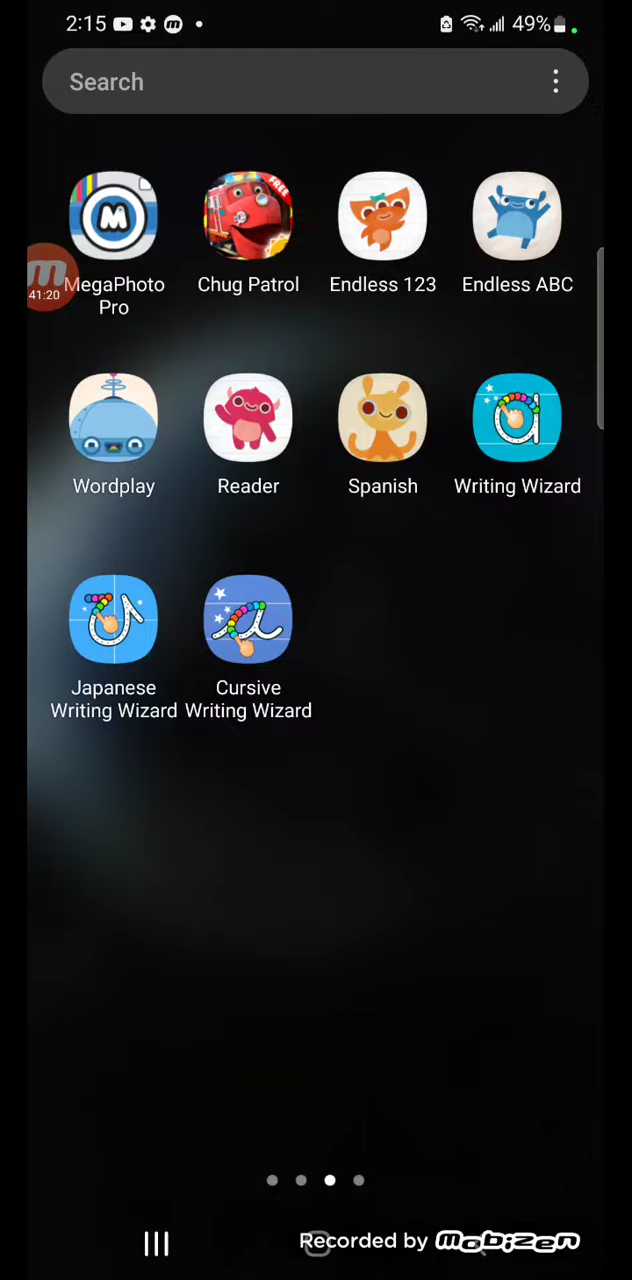 2:15 49%
Search
FREE
MegaPhoto Pro
Chug Patrol
Endless 123
Endless ABC
41:20
Wordplay
Reader
Spanish
Writing Wizard
Japanese Writing Wizard
Cursive Writing Wizard
Recorded by mobizen